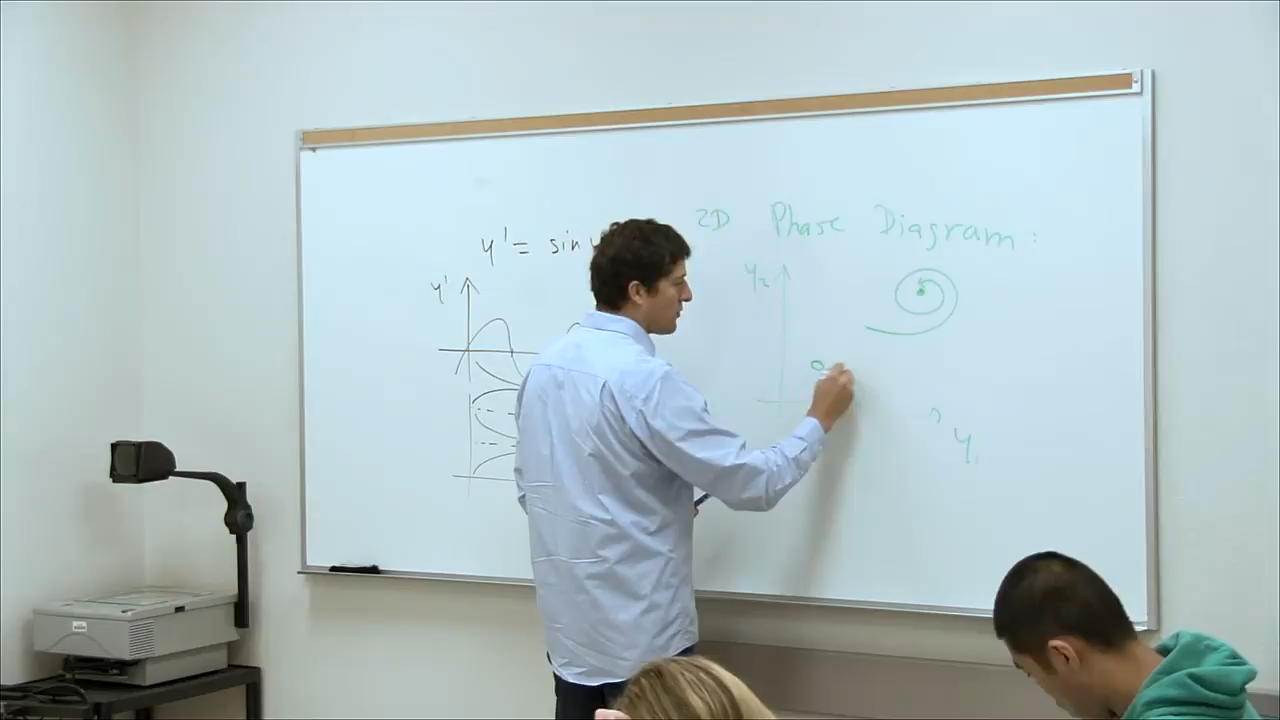 y' = sin
y'
2D Phase Diagram:
y₂
y₁